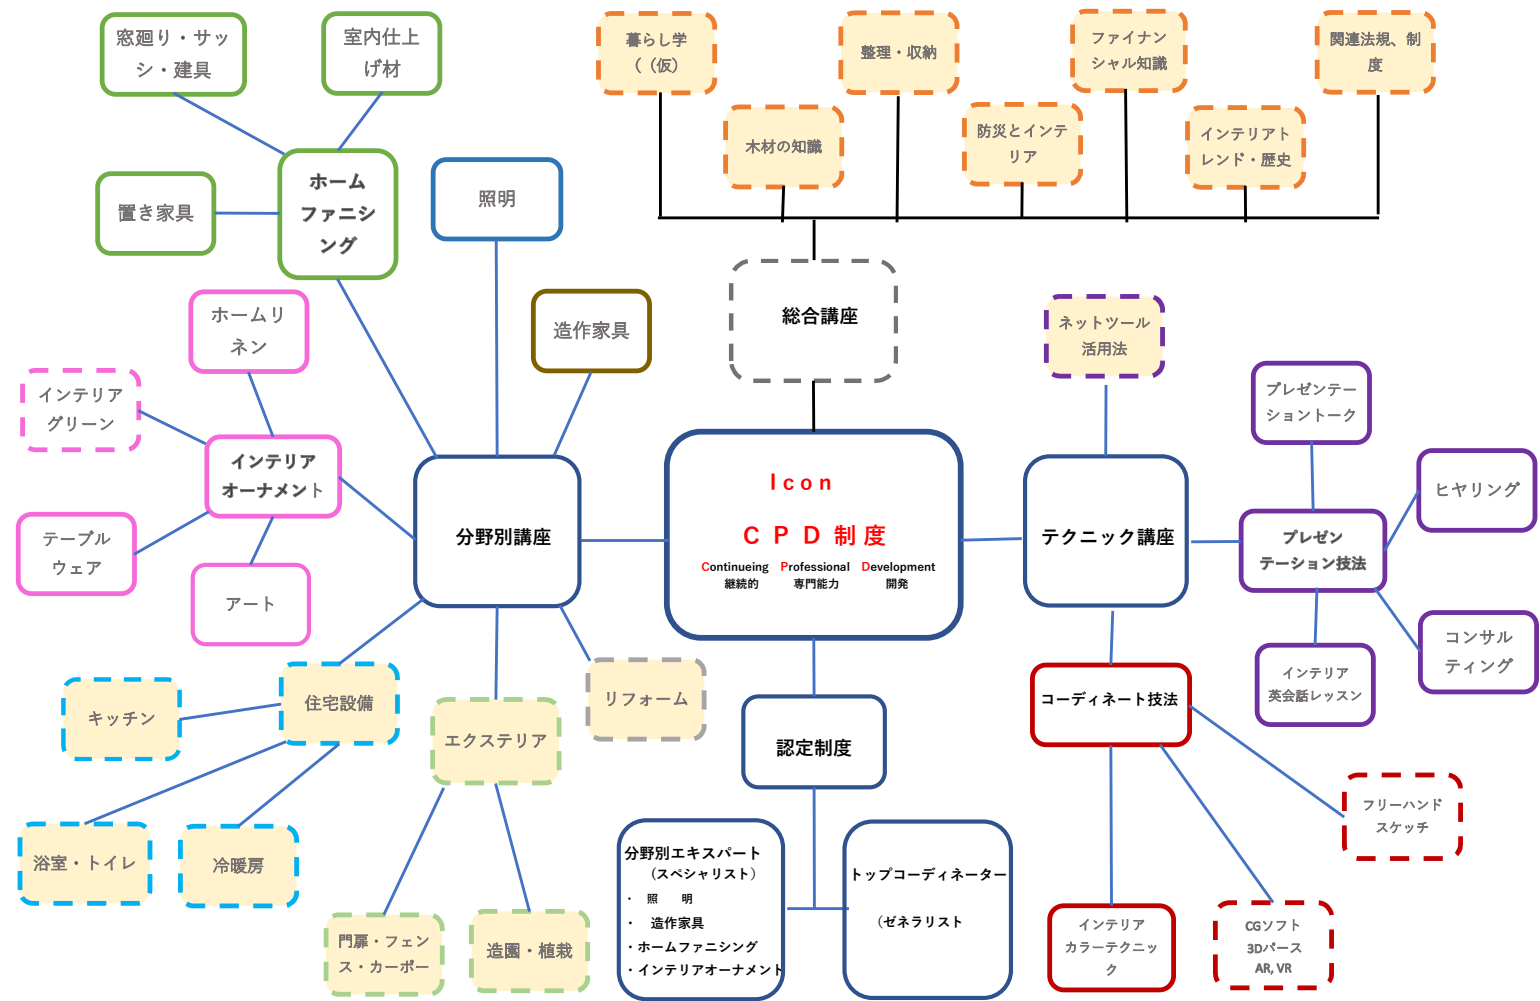 窓廻り・サッ
シ・建具
室内仕上
げ材
ホーム
ファニシ
ング
置き家具
照明
造作家具
暮らし学
(（仮）
整理・収納
ファイナン
シャル知識
関連法規、制
度
木材の知識
防災とインテ
リア
インテリアト
レンド・歴史
総合講座
ホームリ
ネン
インテリア
グリーン
インテリア
オーナメント
テーブル
ウェア
アート
分野別講座
Icon
ＣＰＤ制度
Continueing Professional Development
継続的 専門能力 開発
ネットツール
活用法
テクニック講座
プレゼンテー
ショントーク
ヒヤリング
プレゼン
テーション技法
インテリア
英会話レッスン
コンサル
ティング
住宅設備
キッチン
浴室・トイレ
冷暖房
エクステリア
リフォーム
門扉・フェン
ス・カーポー
造園・植栽
認定制度
分野別エキスパート
（スペシャリスト）
・ 照 明
・ 造作家具
・ホームファニシング
・インテリアオーナメント
トップコーディネーター
（ゼネラリスト
コーディネート技法
フリーハンド
スケッチ
インテリア
カラーテクニッ
ク
CGソフト
3Dパース
AR, VR